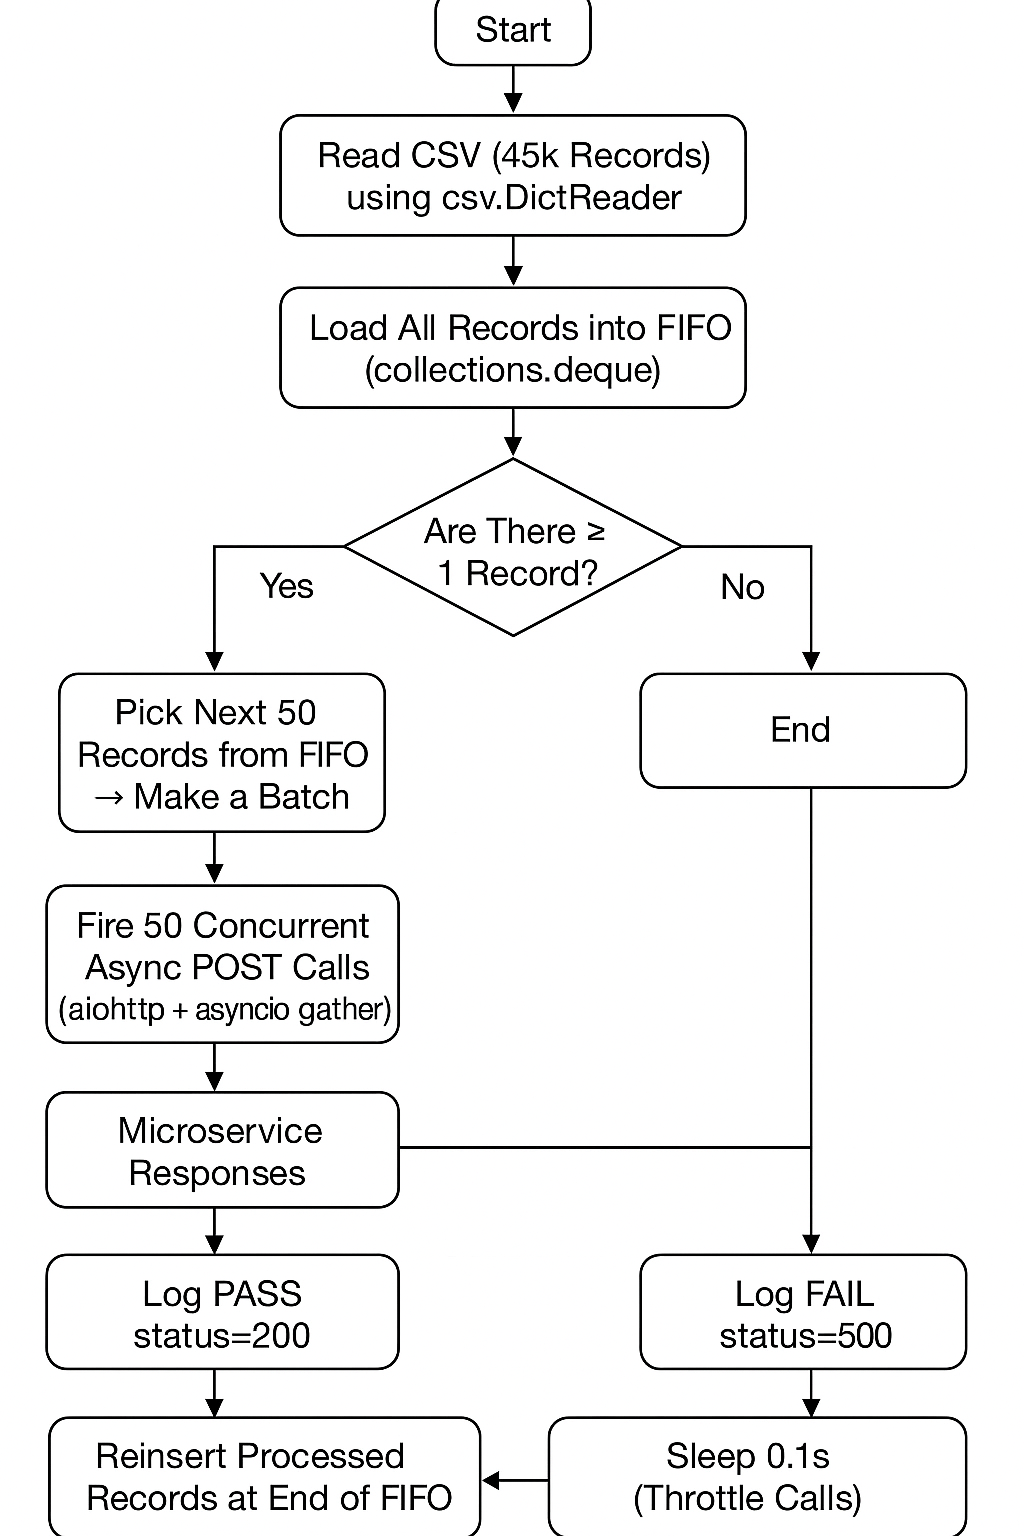 Start
Read CSV (45k Records)
using csv.DictReader
Load All Records into FIFO
(collections.deque)
Are There ≥
1 Record?
Yes
No
Pick Next 50
Records from FIFO
→ Make a Batch
End
Fire 50 Concurrent
Async POST Calls
(aiohttp + asyncio gather)
Microservice
Responses
Log PASS
status=200
Log FAIL
status=500
Reinsert Processed
Records at End of FIFO
Sleep 0.1s
(Throttle Calls)